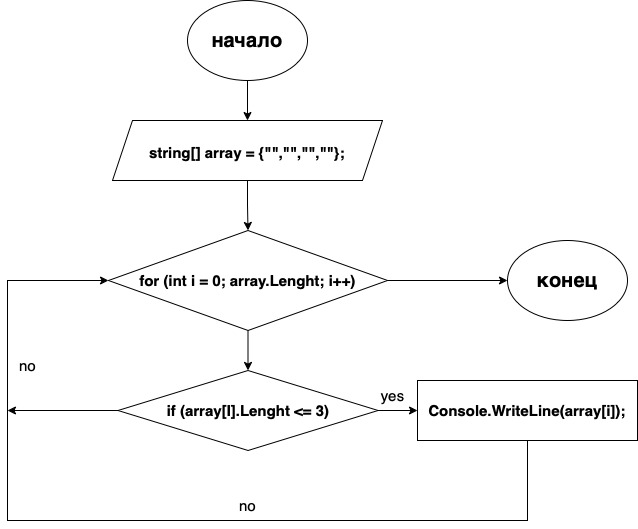 начало
string[] array = {"","","",""};
for (int i = 0; array.Lenght; i++)
конец
no
if (array[I].Lenght <= 3)
yes
Console.WriteLine(array[i]);
no